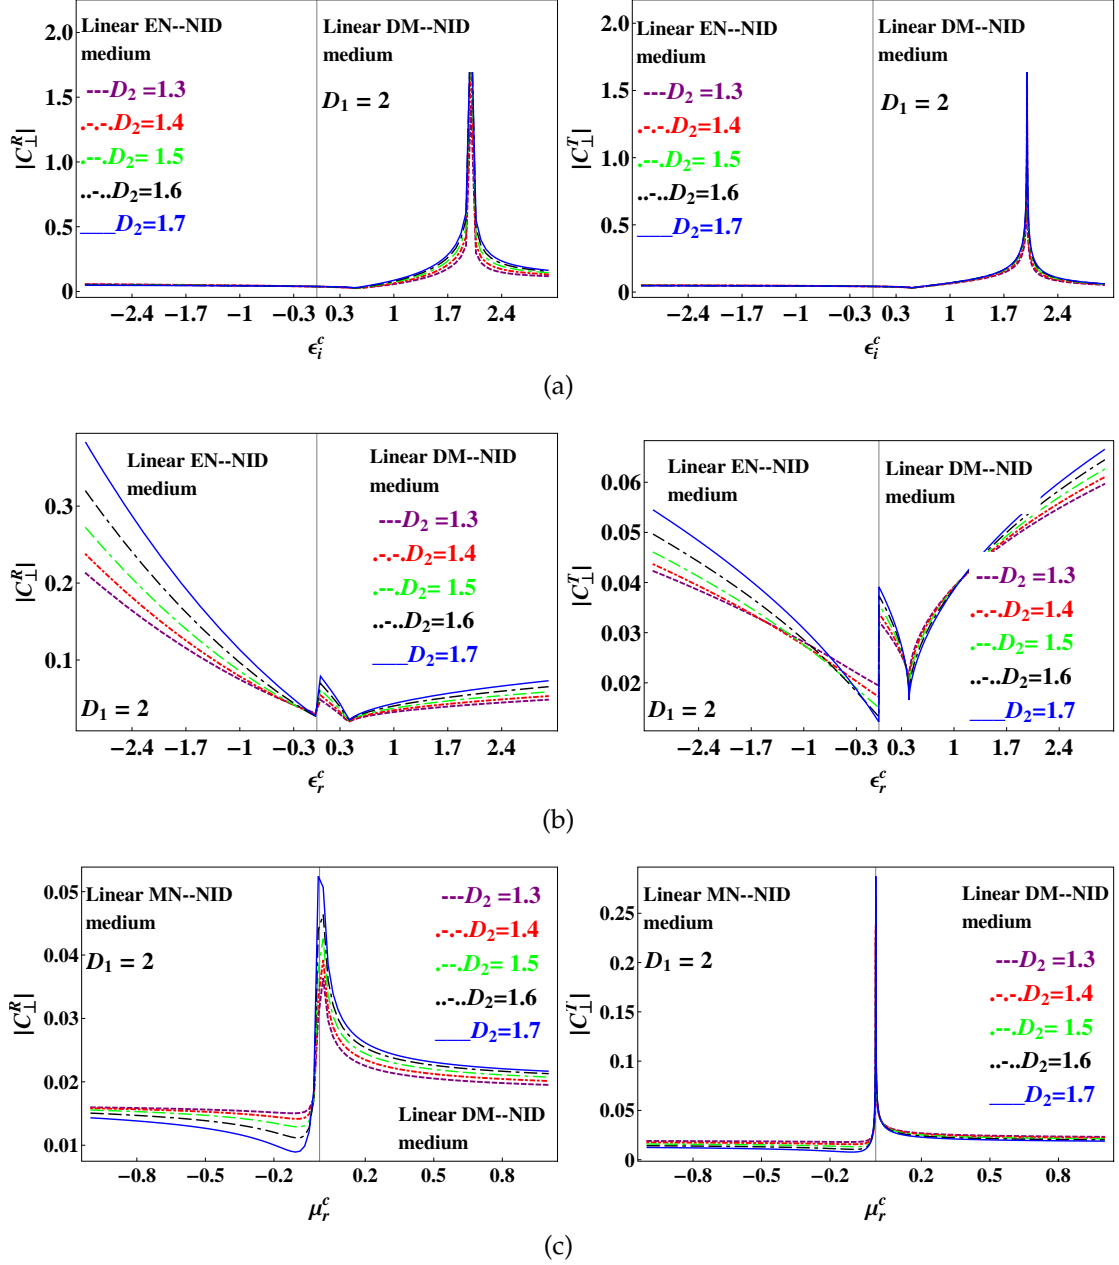 Linear EN--NID medium
Linear DM--NID medium
---D₂ =1.3
.-.-.D₂=1.4
.--.D₂= 1.5
..-..D₂=1.6
___D₂=1.7
D₁ = 2
|C⊥ᴿ|
2.0
1.5
1.0
0.5
0
−2.4 −1.7 −1 −0.3 0.3 1 1.7 2.4
ϵᵢᶜ
Linear EN--NID medium
Linear DM--NID medium
---D₂ =1.3
.-.-.D₂=1.4
.--.D₂= 1.5
..-..D₂=1.6
___D₂=1.7
D₁ = 2
|C⊥ᵀ|
2.0
1.5
1.0
0.5
0
−2.4 −1.7 −1 −0.3 0.3 1 1.7 2.4
ϵᵢᶜ
(a)
Linear EN--NID medium
Linear DM--NID medium
---D₂ =1.3
.-.-.D₂=1.4
.--.D₂= 1.5
..-..D₂=1.6
___D₂=1.7
D₁ = 2
|C⊥ᴿ|
0.3
0.2
0.1
−2.4 −1.7 −1 −0.3 0.3 1 1.7 2.4
ϵᵣᶜ
Linear EN--NID medium
Linear DM--NID medium
---D₂ =1.3
.-.-.D₂=1.4
.--.D₂= 1.5
..-..D₂=1.6
___D₂=1.7
D₁ = 2
|C⊥ᵀ|
0.06
0.05
0.04
0.03
0.02
−2.4 −1.7 −1 −0.3 0.3 1 1.7 2.4
ϵᵣᶜ
(b)
Linear MN--NID medium
---D₂ =1.3
.-.-.D₂=1.4
.--.D₂= 1.5
..-..D₂=1.6
___D₂=1.7
D₁ = 2
Linear DM--NID medium
|C⊥ᴿ|
0.05
0.04
0.03
0.02
0.01
−0.8 −0.5 −0.2 0.2 0.5 0.8
μᵣᶜ
Linear MN--NID medium
Linear DM--NID medium
D₁ = 2
---D₂ =1.3
.-.-.D₂=1.4
.--.D₂= 1.5
..-..D₂=1.6
___D₂=1.7
|C⊥ᵀ|
0.25
0.2
0.15
0.1
0.05
0
−0.8 −0.5 −0.2 0.2 0.5 0.8
μᵣᶜ
(c)